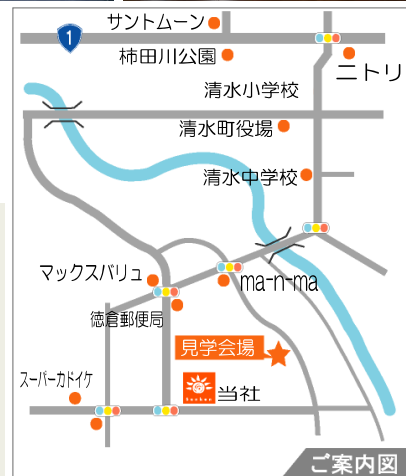 サントムーン
1
柿田川公園
ニトリ
清水小学校
清水町役場
清水中学校
マックスバリュ
ma-n-ma
徳倉郵便局
見学会場
スーパーカドイケ
当社
ご案内図